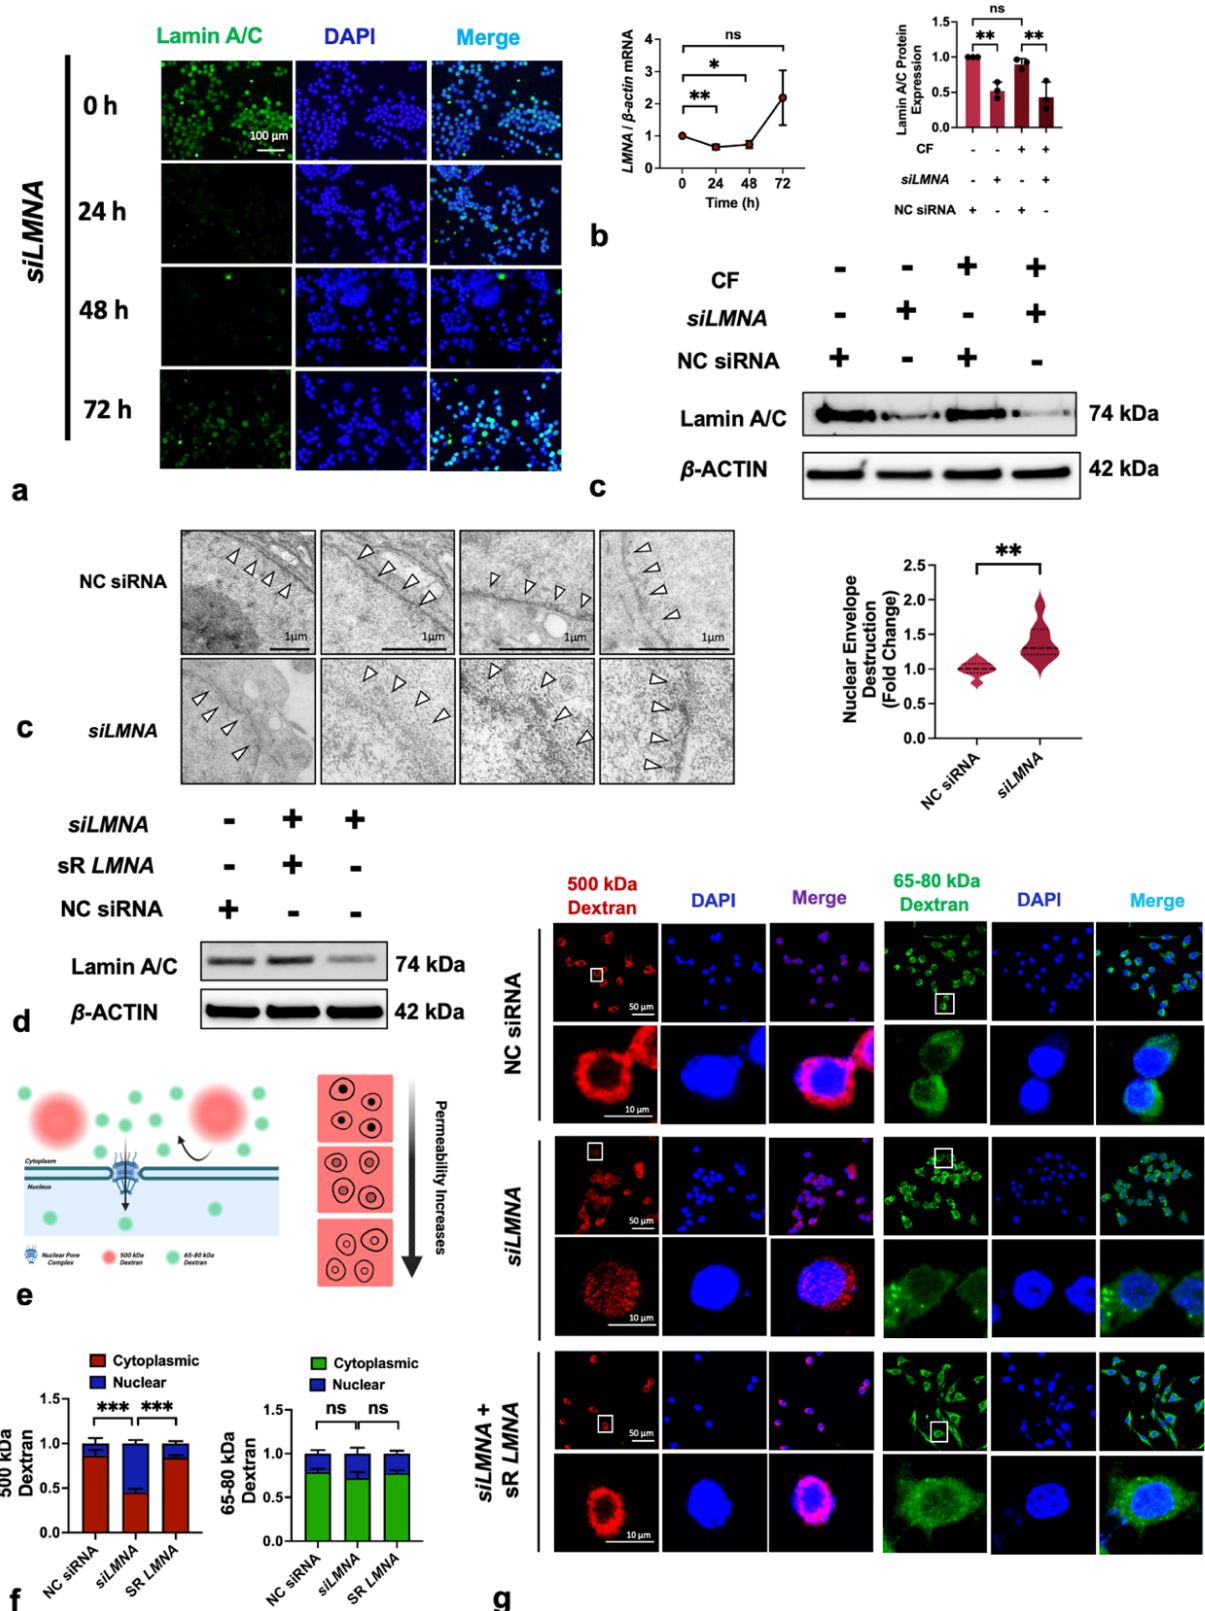 Lamin A/C
DAPI
Merge
siLMNA
0 h
24 h
48 h
72 h
100 µm
a
LMNA / β-actin mRNA
4
3
2
1
0
ns
*
**
0 24 48 72
Time (h)
Lamin A/C Protein
Expression
1.5
1.0
0.5
0.0
ns
** **
CF - - + +
siLMNA - + - +
NC siRNA + - + -
b
CF - - + +
siLMNA - + - +
NC siRNA + - + -
Lamin A/C
74 kDa
β-ACTIN
42 kDa
c
NC siRNA
1µm
1µm
1µm
1µm
siLMNA
c
Nuclear Envelope
Destruction
(Fold Change)
2.5
2.0
1.5
1.0
0.5
0.0
**
NC siRNA
siLMNA
siLMNA - + +
sR LMNA - + -
NC siRNA + - -
Lamin A/C
74 kDa
β-ACTIN
42 kDa
d
Cytoplasm
Nucleus
Nuclear Pore
Complex
500 kDa
Dextran
65-80 kDa
Dextran
Permeability Increases
e
Cytoplasmic
Nuclear
500 kDa
Dextran
1.5
1.0
0.5
0.0
*** ***
NC siRNA
siLMNA
SR LMNA
Cytoplasmic
Nuclear
65-80 kDa
Dextran
1.5
1.0
0.5
0.0
ns ns
NC siRNA
siLMNA
SR LMNA
f
500 kDa
Dextran
DAPI
Merge
65-80 kDa
Dextran
DAPI
Merge
NC siRNA
50 µm
10 µm
siLMNA
50 µm
10 µm
siLMNA +
sR LMNA
50 µm
10 µm
g